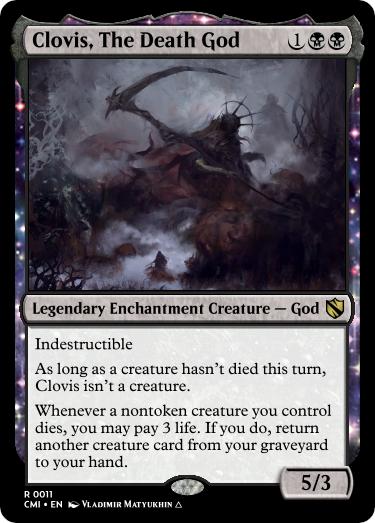 Clovis, The Death God 1
Legendary Enchantment Creature — God
Indestructible
As long as a creature hasn't died this turn,
Clovis isn't a creature.
Whenever a nontoken creature you control
dies, you may pay 3 life. If you do, return
another creature card from your graveyard
to your hand.
5/3
R 0011
CMI • EN Vladimir Matyukhin △